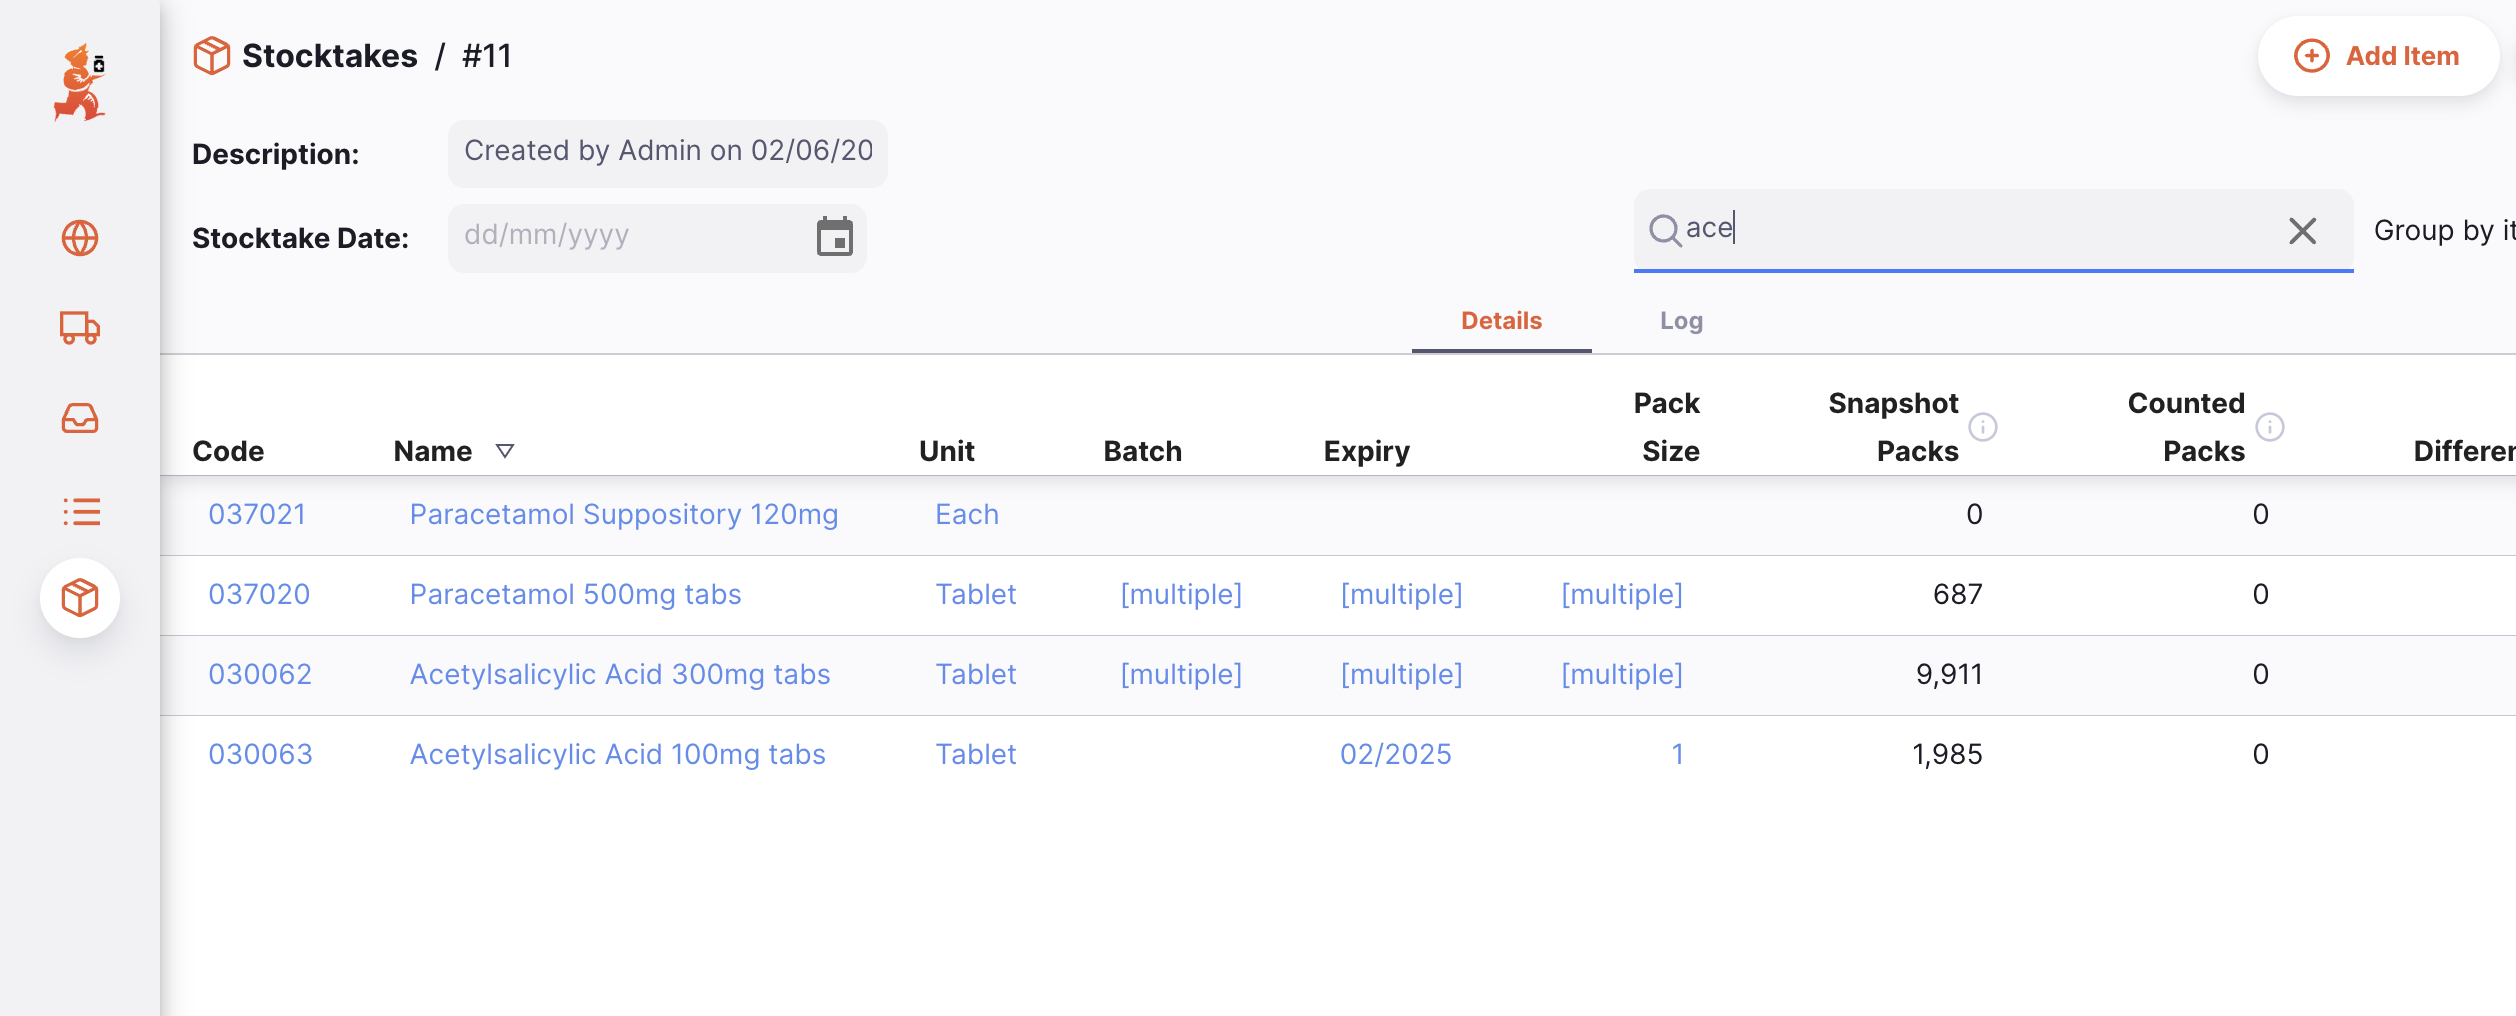 Stocktakes / #11
Add Item
Description: Created by Admin on 02/06/20
Stocktake Date: dd/mm/yyyy
ace
Group by it
Details Log
Code Name Unit Batch Expiry Pack Size Snapshot Packs Counted Packs Differen
037021 Paracetamol Suppository 120mg Each 0 0
037020 Paracetamol 500mg tabs Tablet [multiple] [multiple] [multiple] 687 0
030062 Acetylsalicylic Acid 300mg tabs Tablet [multiple] [multiple] [multiple] 9,911 0
030063 Acetylsalicylic Acid 100mg tabs Tablet 02/2025 1 1,985 0